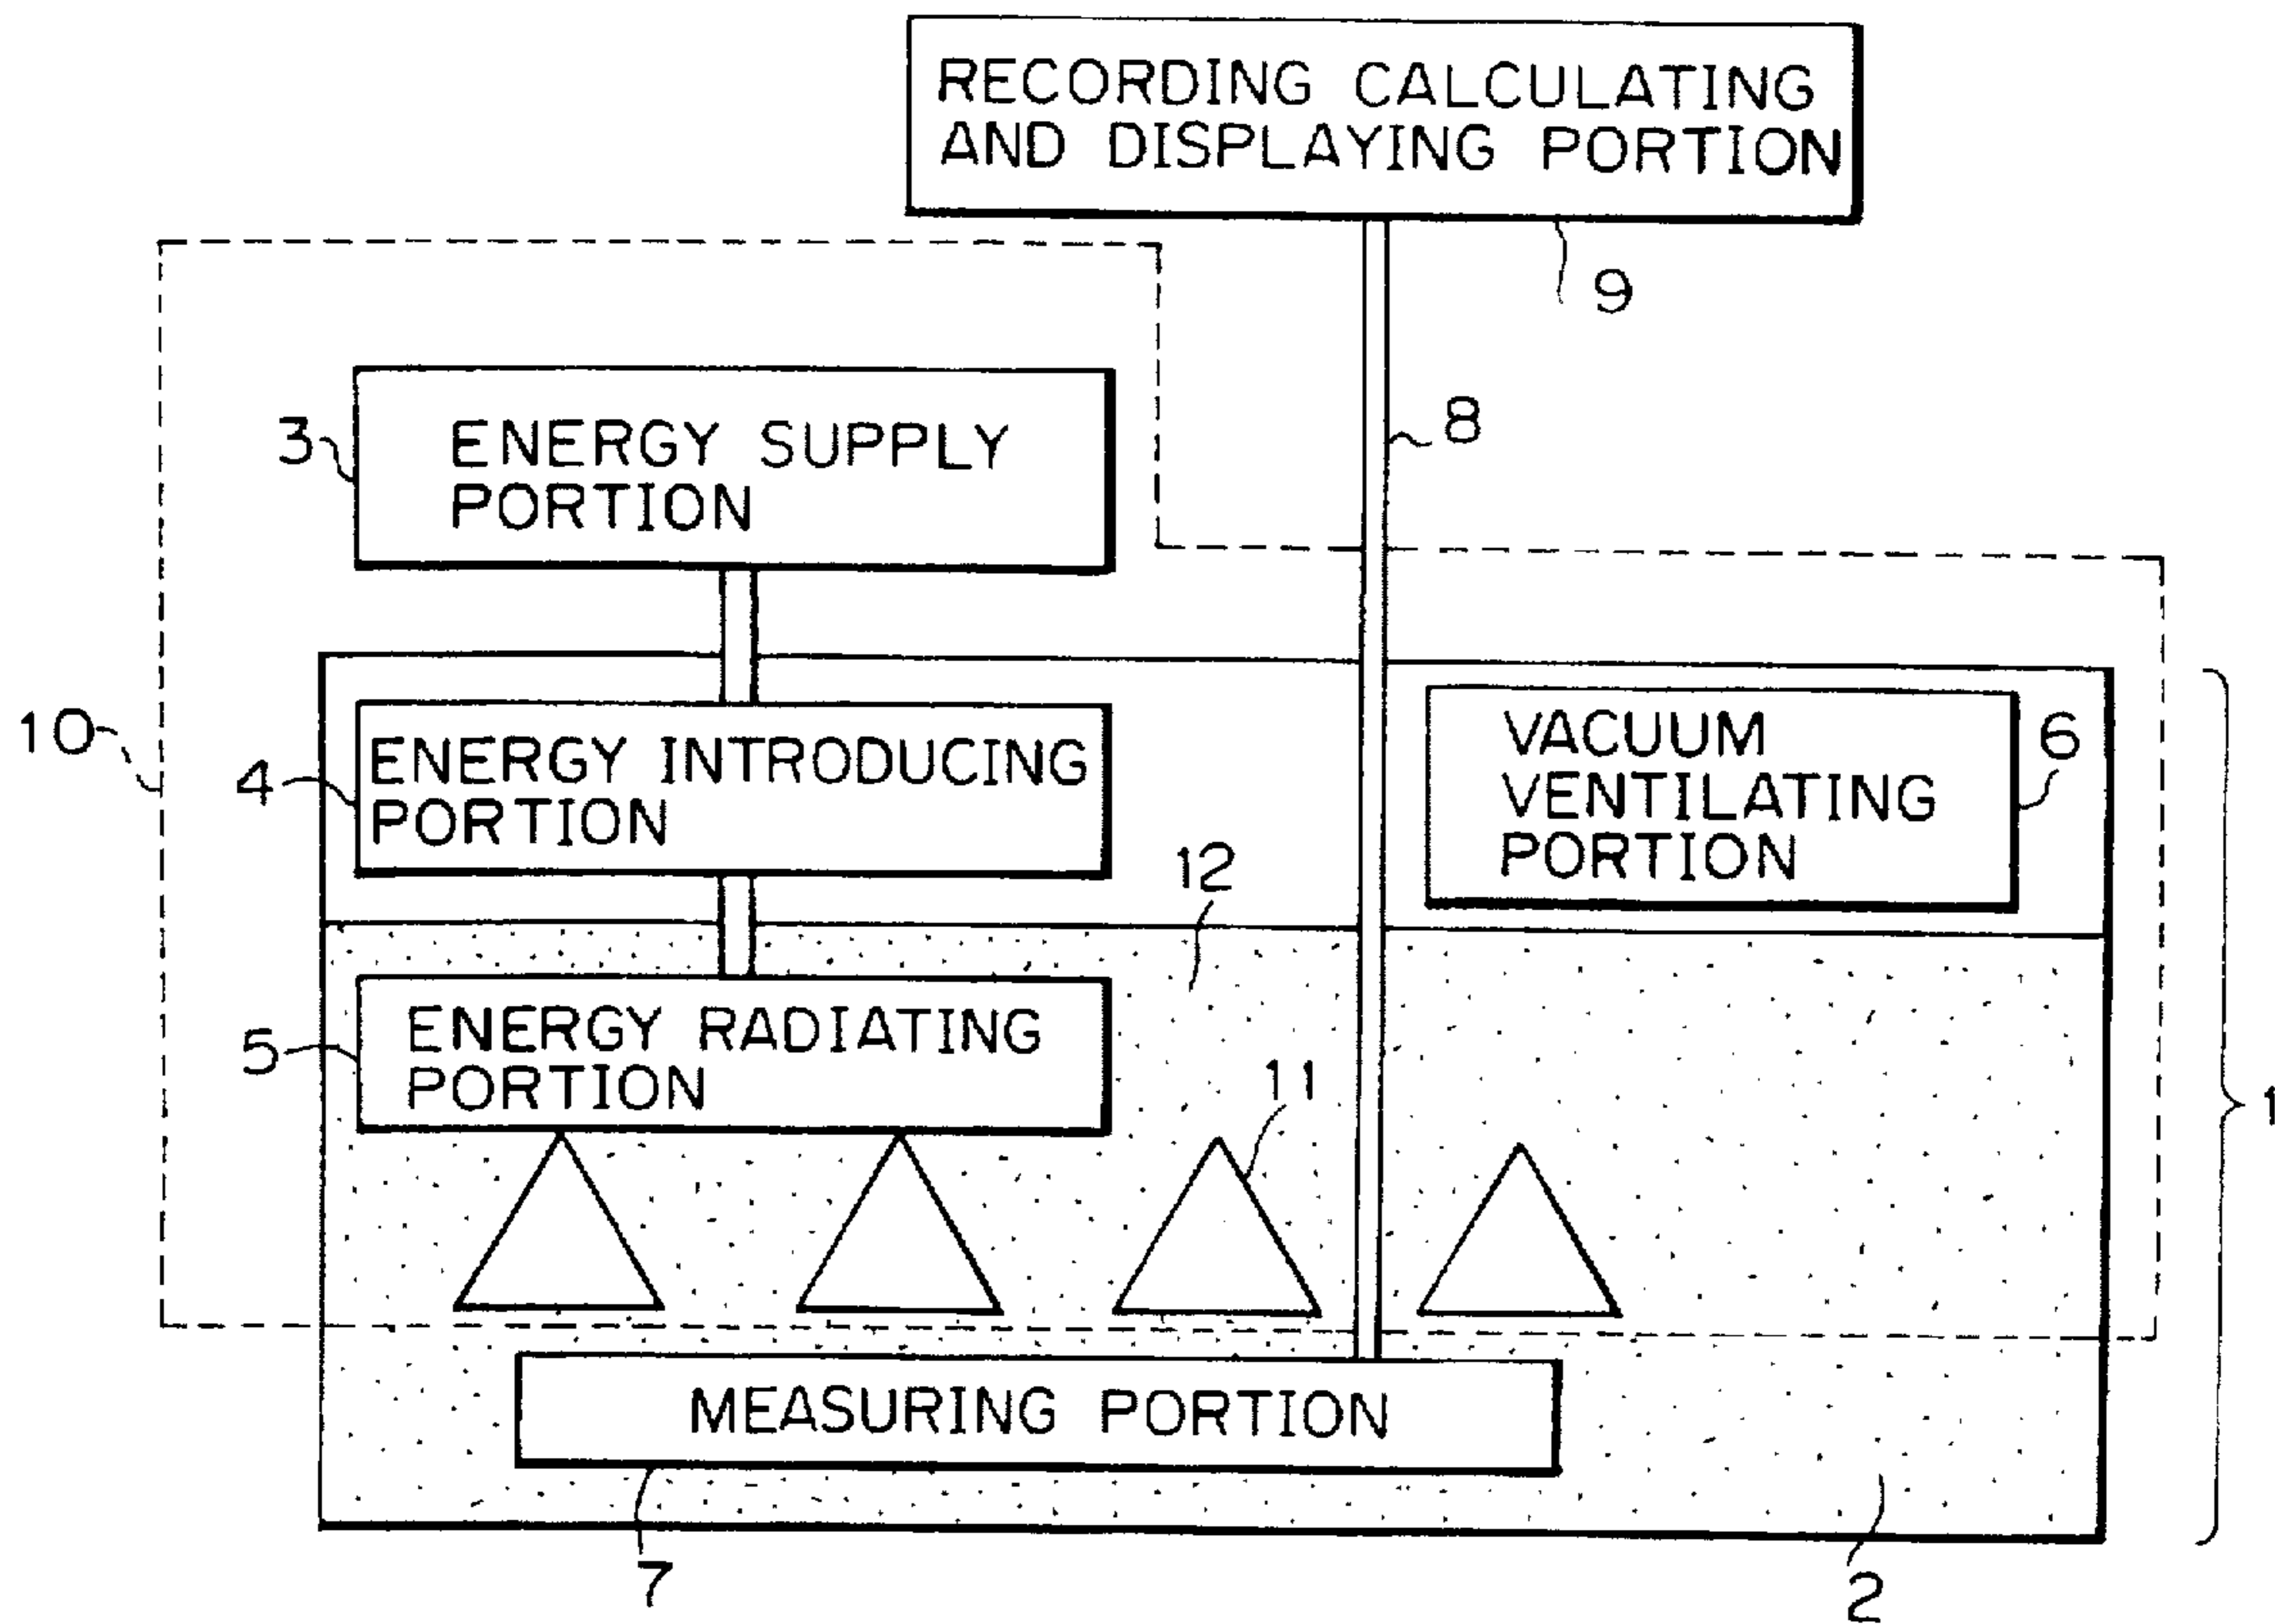 RECORDING CALCULATING
AND DISPLAYING PORTION
9
8
3
ENERGY SUPPLY
PORTION
10
4
ENERGY INTRODUCING
PORTION
VACUUM
VENTILATING
PORTION
6
12
5
ENERGY RADIATING
PORTION
11
1
MEASURING PORTION
7
2